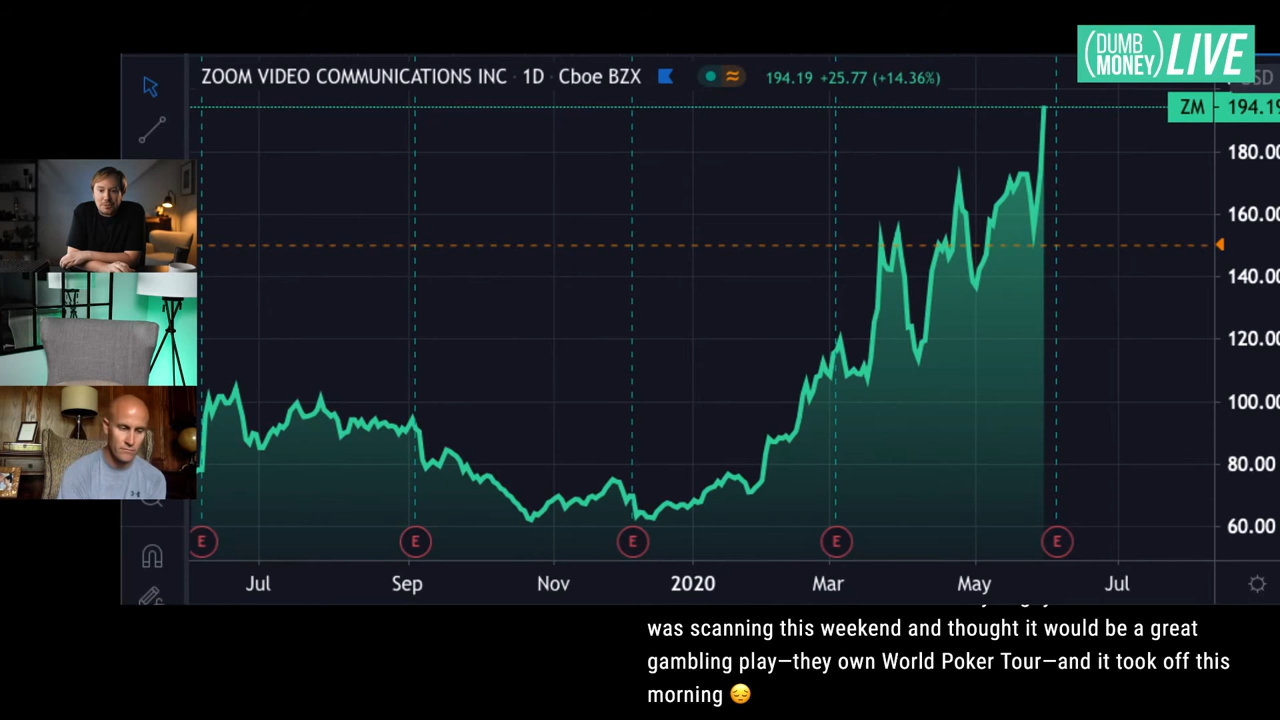 (DUMB MONEY) LIVE
ZOOM VIDEO COMMUNICATIONS INC · 1D · Cboe BZX 194.19 +25.77 (+14.36%)
USD
ZM 194.19
180.00
160.00
140.00
120.00
100.00
80.00
60.00
E E E E E
Jul Sep Nov 2020 Mar May Jul
was scanning this weekend and thought it would be a great
gambling play—they own World Poker Tour—and it took off this
morning 😔